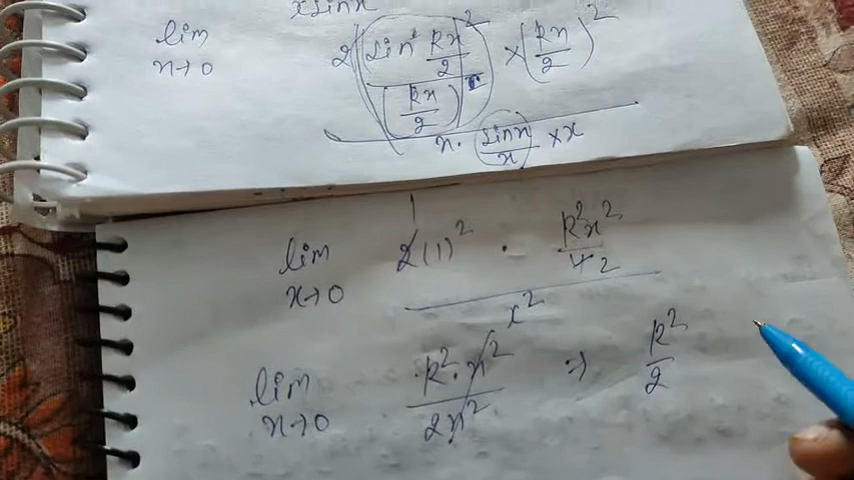 x sin x
lim 2 (sin kx/2 / (kx/2))² × (kx/2)²
x→0 x · sin x/x × x
lim 2(1)² · k²x²/4 2
x→0 x²
lim k² · x² ⇒ k²
x→0 2x² 2